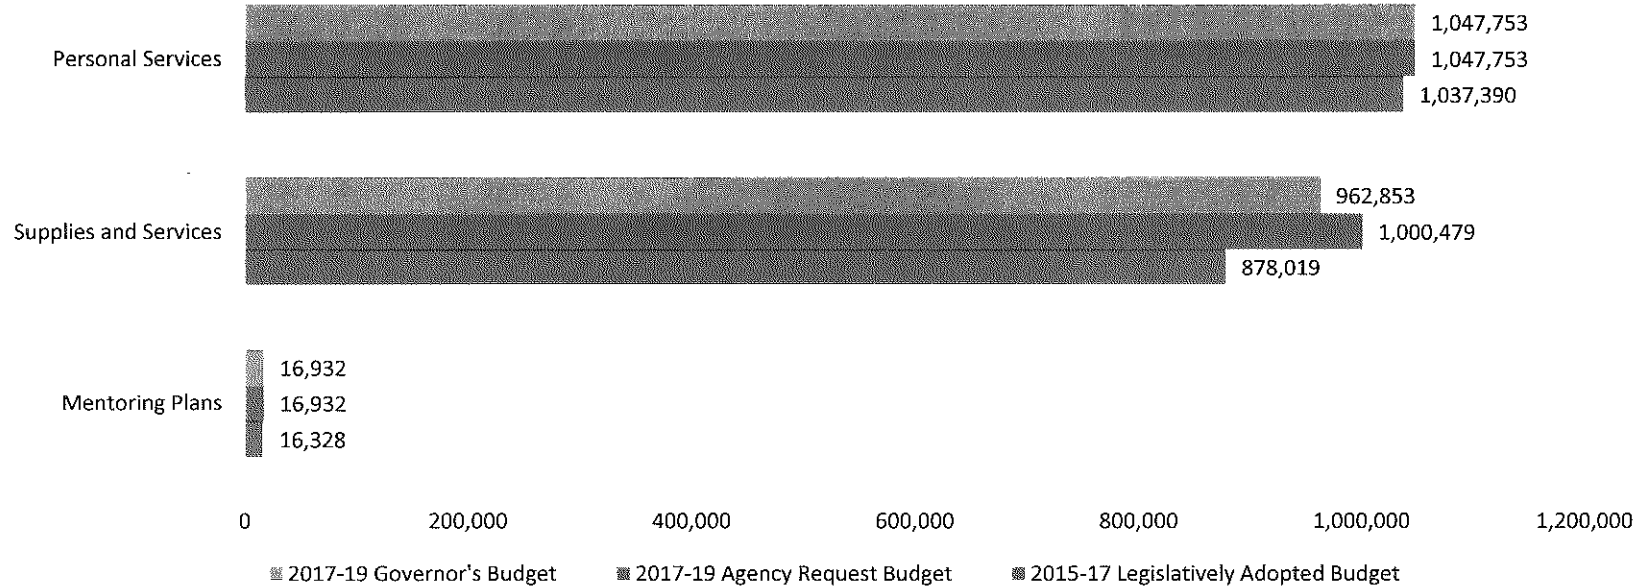 1,047,753
Personal Services
1,047,753
1,037,390
962,853
Supplies and Services
1,000,479
878,019
16,932
Mentoring Plans
16,932
16,328
0 200,000 400,000 600,000 800,000 1,000,000 1,200,000
2017-19 Governor's Budget 2017-19 Agency Request Budget 2015-17 Legislatively Adopted Budget